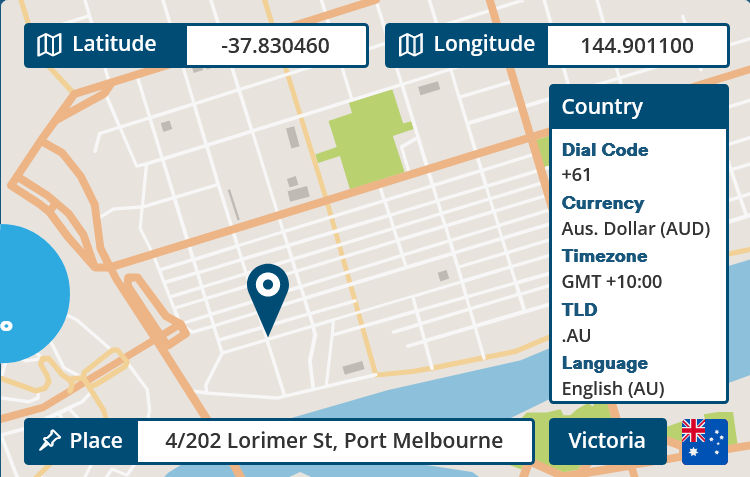 Latitude -37.830460 Longitude 144.901100
Country
Dial Code
+61
Currency
Aus. Dollar (AUD)
Timezone
GMT +10:00
TLD
.AU
Language
English (AU)
Place 4/202 Lorimer St, Port Melbourne Victoria